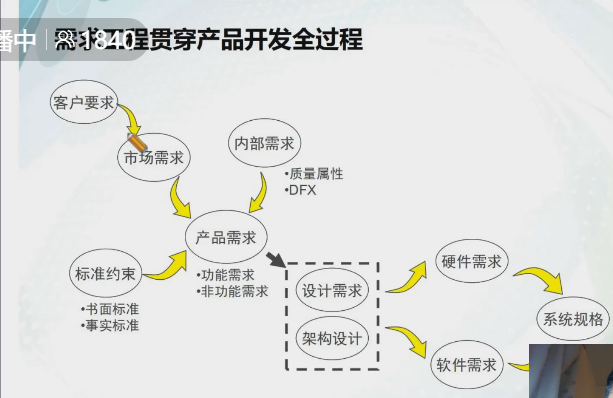 播中 1840
需求工程贯穿产品开发全过程
客户要求
市场需求
内部需求
•质量属性
•DFX
产品需求
•功能需求
•非功能需求
标准约束
•书面标准
•事实标准
设计需求
架构设计
硬件需求
软件需求
系统规格